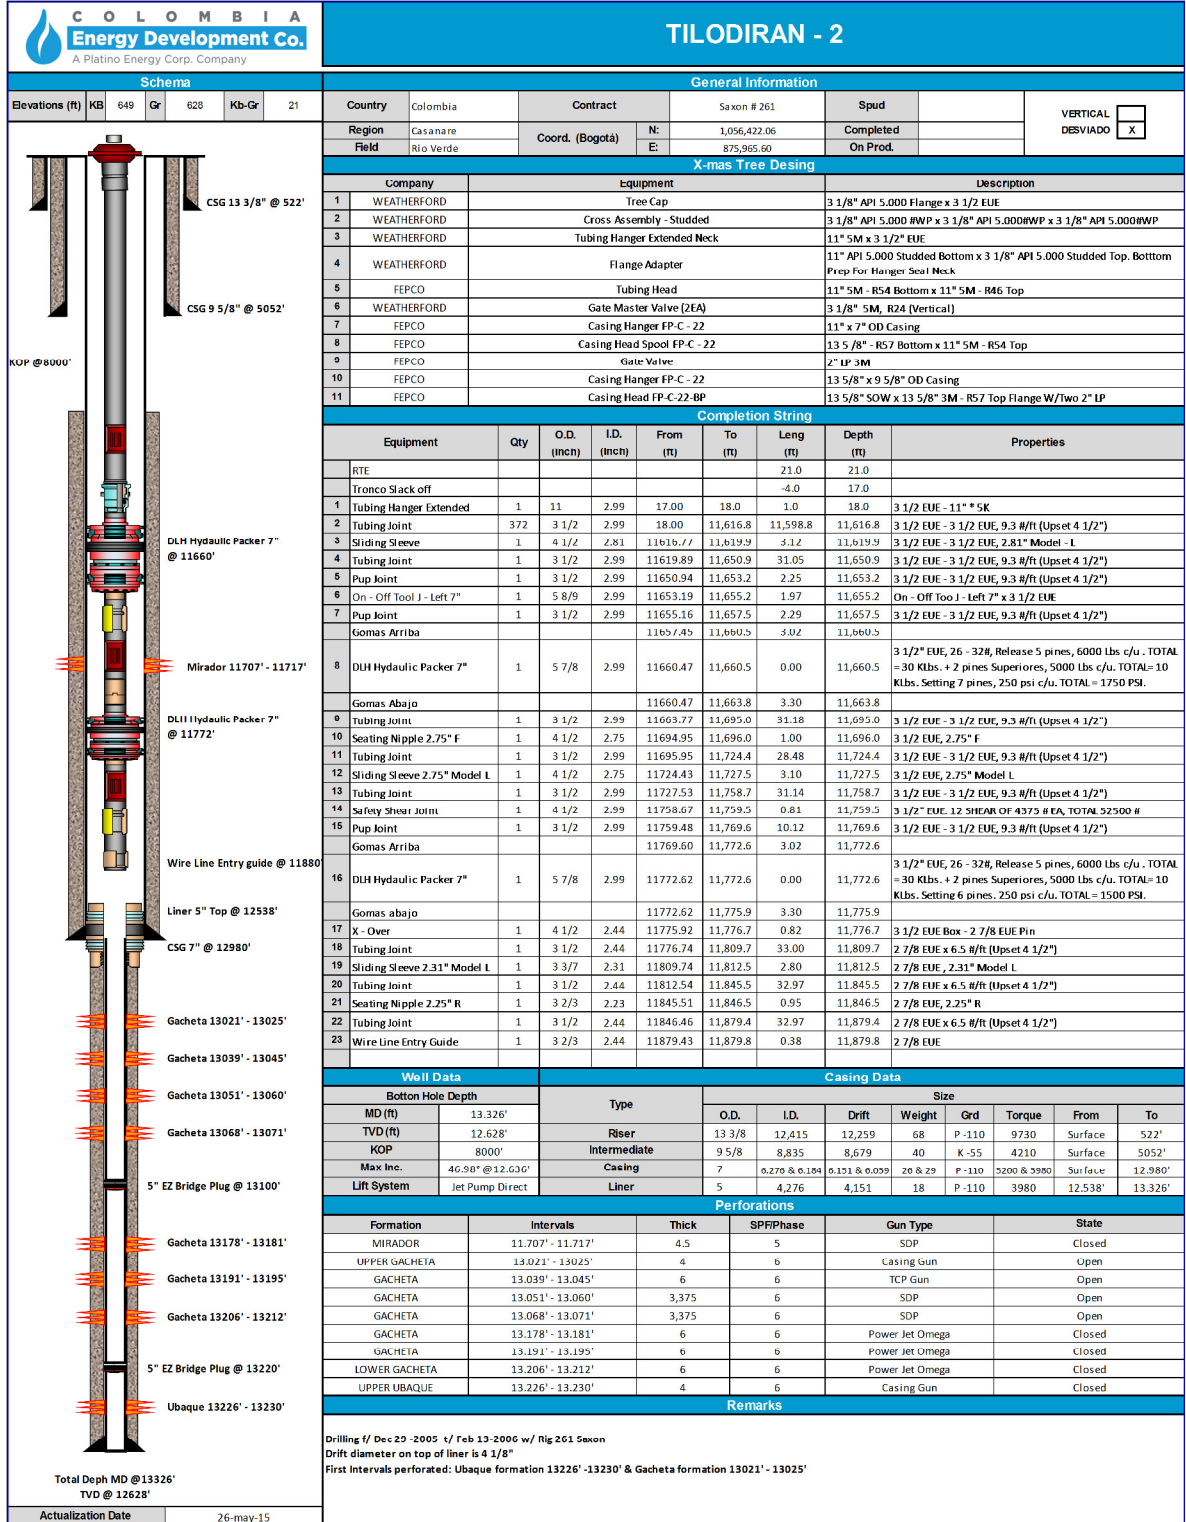 COLOMBIA
Energy Development Co.
A Platino Energy Corp. Company
TILODIRAN - 2
Schema
Elevations (ft) KB 649 Gr 628 Kb-Gr 21
CSG 13 3/8" @ 522'
CSG 9 5/8" @ 5052'
KOP @8000'
DLH Hydaulic Packer 7"
@ 11660'
Mirador 11707' - 11717'
DLH Hydaulic Packer 7"
@ 11772'
Wire Line Entry guide @ 11880'
Liner 5" Top @ 12538'
CSG 7" @ 12980'
Gacheta 13021' - 13025'
Gacheta 13039' - 13045'
Gacheta 13051' - 13060'
Gacheta 13068' - 13071'
5" EZ Bridge Plug @ 13100'
Gacheta 13178' - 13181'
Gacheta 13191' - 13195'
Gacheta 13206' - 13212'
5" EZ Bridge Plug @ 13220'
Ubaque 13226' - 13230'
Total Deph MD @13326'
TVD @ 12628'
Actualization Date 26-may-15
General Information
Country Colombia Contract Saxon # 261 Spud
VERTICAL
DESVIADO X
Region Casanare Coord. (Bogotá) N: 1,056,422.06 Completed
Field Rio Verde E: 875,965.60 On Prod.
X-mas Tree Desing
Company Equipment Description
1 WEATHERFORD Tree Cap 3 1/8" API 5.000 Flange x 3 1/2 EUE
2 WEATHERFORD Cross Assembly - Studded 3 1/8" API 5.000 #WP x 3 1/8" API 5.000#WP x 3 1/8" API 5.000#WP
3 WEATHERFORD Tubing Hanger Extended Neck 11" 5M x 3 1/2" EUE
4 WEATHERFORD Flange Adapter 11" API 5.000 Studded Bottom x 3 1/8" API 5.000 Studded Top. Botttom
Prep For Hanger Seal Neck
5 FEPCO Tubing Head 11" 5M - R54 Bottom x 11" 5M - R46 Top
6 WEATHERFORD Gate Master Valve (2EA) 3 1/8" 5M, R24 (Vertical)
7 FEPCO Casing Hanger FP-C - 22 11" x 7" OD Casing
8 FEPCO Casing Head Spool FP-C - 22 13 5 /8" - R57 Bottom x 11" 5M - R54 Top
9 FEPCO Gate Valve 2" LP 3M
10 FEPCO Casing Hanger FP-C - 22 13 5/8" x 9 5/8" OD Casing
11 FEPCO Casing Head FP-C-22-BP 13 5/8" SOW x 13 5/8" 3M - R57 Top Flange W/Two 2" LP
Completion String
Equipment Qty O.D. (Inch) I.D. (Inch) From (ft) To (ft) Leng (ft) Depth (ft) Properties
RTE 21.0 21.0
Tronco Slack off -4.0 17.0
1 Tubing Hanger Extended 1 11 2.99 17.00 18.0 1.0 18.0 3 1/2 EUE - 11" * 5K
2 Tubing Joint 372 3 1/2 2.99 18.00 11,616.8 11,598.8 11,616.8 3 1/2 EUE - 3 1/2 EUE, 9.3 #/ft (Upset 4 1/2")
3 Sliding Sleeve 1 4 1/2 2.81 11616.77 11,619.9 3.12 11,619.9 3 1/2 EUE - 3 1/2 EUE, 2.81" Model - L
4 Tubing Joint 1 3 1/2 2.99 11619.89 11,650.9 31.05 11,650.9 3 1/2 EUE - 3 1/2 EUE, 9.3 #/ft (Upset 4 1/2")
5 Pup Joint 1 3 1/2 2.99 11650.94 11,653.2 2.25 11,653.2 3 1/2 EUE - 3 1/2 EUE, 9.3 #/ft (Upset 4 1/2")
6 On - Off Tool J - Left 7" 1 5 8/9 2.99 11653.19 11,655.2 1.97 11,655.2 On - Off Too J - Left 7" x 3 1/2 EUE
7 Pup Joint 1 3 1/2 2.99 11655.16 11,657.5 2.29 11,657.5 3 1/2 EUE - 3 1/2 EUE, 9.3 #/ft (Upset 4 1/2")
Gomas Arriba 11657.45 11,660.5 3.02 11,660.5
8 DLH Hydraulic Packer 7" 1 5 7/8 2.99 11660.47 11,660.5 0.00 11,660.5 3 1/2" EUE, 26 - 32#, Release 5 pines, 6000 Lbs c/u . TOTAL
= 30 KLbs. + 2 pines Superiores, 5000 Lbs c/u. TOTAL= 10
KLbs. Setting 7 pines, 250 psi c/u. TOTAL = 1750 PSI.
Gomas Abajo 11660.47 11,663.8 3.30 11,663.8
9 Tubing Joint 1 3 1/2 2.99 11663.77 11,695.0 31.18 11,695.0 3 1/2 EUE - 3 1/2 EUE, 9.3 #/ft (Upset 4 1/2")
10 Seating Nipple 2.75" F 1 4 1/2 2.75 11694.95 11,696.0 1.00 11,696.0 3 1/2 EUE, 2.75" F
11 Tubing Joint 1 3 1/2 2.99 11695.95 11,724.4 28.48 11,724.4 3 1/2 EUE - 3 1/2 EUE, 9.3 #/ft (Upset 4 1/2")
12 Sliding Sleeve 2.75" Model L 1 4 1/2 2.75 11724.43 11,727.5 3.10 11,727.5 3 1/2 EUE, 2.75" Model L
13 Tubing Joint 1 3 1/2 2.99 11727.53 11,758.7 31.14 11,758.7 3 1/2 EUE - 3 1/2 EUE, 9.3 #/ft (Upset 4 1/2")
14 Safety Shear Joint 1 4 1/2 2.99 11758.67 11,759.5 0.81 11,759.5 3 1/2" EUE. 12 SHEAR OF 4375 # EA, TOTAL 52500 #
15 Pup Joint 1 3 1/2 2.99 11759.48 11,769.6 10.12 11,769.6 3 1/2 EUE - 3 1/2 EUE, 9.3 #/ft (Upset 4 1/2")
Gomas Arriba 11769.60 11,772.6 3.02 11,772.6
16 DLH Hydraulic Packer 7" 1 5 7/8 2.99 11772.62 11,772.6 0.00 11,772.6 3 1/2" EUE, 26 - 32#, Release 5 pines, 6000 Lbs c/u . TOTAL
= 30 KLbs. + 2 pines Superiores, 5000 Lbs c/u. TOTAL= 10
KLbs. Setting 6 pines. 250 psi c/u. TOTAL = 1500 PSI.
Gomas abajo 11772.62 11,775.9 3.30 11,775.9
17 X - Over 1 4 1/2 2.44 11775.92 11,776.7 0.82 11,776.7 3 1/2 EUE Box - 2 7/8 EUE Pin
18 Tubing Joint 1 3 1/2 2.44 11776.74 11,809.7 33.00 11,809.7 2 7/8 EUE x 6.5 #/ft (Upset 4 1/2")
19 Sliding Sleeve 2.31" Model L 1 3 3/7 2.31 11809.74 11,812.5 2.80 11,812.5 2 7/8 EUE , 2.31" Model L
20 Tubing Joint 1 3 1/2 2.44 11812.54 11,845.5 32.97 11,845.5 2 7/8 EUE x 6.5 #/ft (Upset 4 1/2")
21 Seating Nipple 2.25" R 1 3 2/3 2.23 11845.51 11,846.5 0.95 11,846.5 2 7/8 EUE, 2.25" R
22 Tubing Joint 1 3 1/2 2.44 11846.46 11,879.4 32.97 11,879.4 2 7/8 EUE x 6.5 #/ft (Upset 4 1/2")
23 Wire Line Entry Guide 1 3 2/3 2.44 11879.43 11,879.8 0.38 11,879.8 2 7/8 EUE
Well Data
Botton Hole Depth
MD (ft) 13.326'
TVD (ft) 12.628'
KOP 8000'
Max Inc. 46.98° @12.636'
Lift System Jet Pump Direct
Casing Data
Type Size
O.D. I.D. Drift Weight Grd Torque From To
Riser 13 3/8 12,415 12,259 68 P -110 9730 Surface 522'
Intermediate 9 5/8 8,835 8,679 40 K -55 4210 Surface 5052'
Casing 7 6.276 & 6.184 6.151 & 6.059 26 & 29 P -110 5200 & 5980 Surface 12.980'
Liner 5 4,276 4,151 18 P -110 3980 12.538' 13.326'
Perforations
Formation Intervals Thick SPF/Phase Gun Type State
MIRADOR 11.707' - 11.717' 4.5 5 SDP Closed
UPPER GACHETA 13.021' - 13025' 4 6 Casing Gun Open
GACHETA 13.039' - 13.045' 6 6 TCP Gun Open
GACHETA 13.051' - 13.060' 3,375 6 SDP Open
GACHETA 13.068' - 13.071' 3,375 6 SDP Open
GACHETA 13.178' - 13.181' 6 6 Power Jet Omega Closed
GACHETA 13.191' - 13.195' 6 6 Power Jet Omega Closed
LOWER GACHETA 13.206' - 13.212' 6 6 Power Jet Omega Closed
UPPER UBAQUE 13.226' - 13.230' 4 6 Casing Gun Closed
Remarks
Drilling f/ Dec 29 -2005 t/ Feb 13-2006 w/ Rig 261 Saxon
Drift diameter on top of liner is 4 1/8"
First Intervals perforated: Ubaque formation 13226' -13230' & Gacheta formation 13021' - 13025'